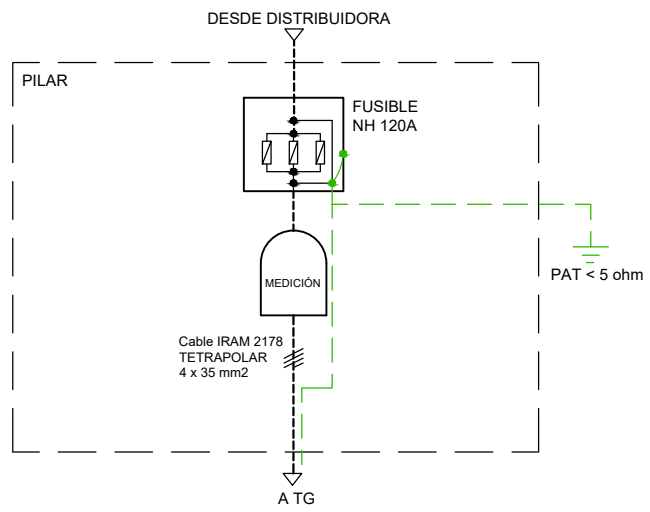 DESDE DISTRIBUIDORA
PILAR
FUSIBLE
NH 120A
MEDICIÓN
PAT < 5 ohm
Cable IRAM 2178
TETRAPOLAR
4 x 35 mm2
A TG